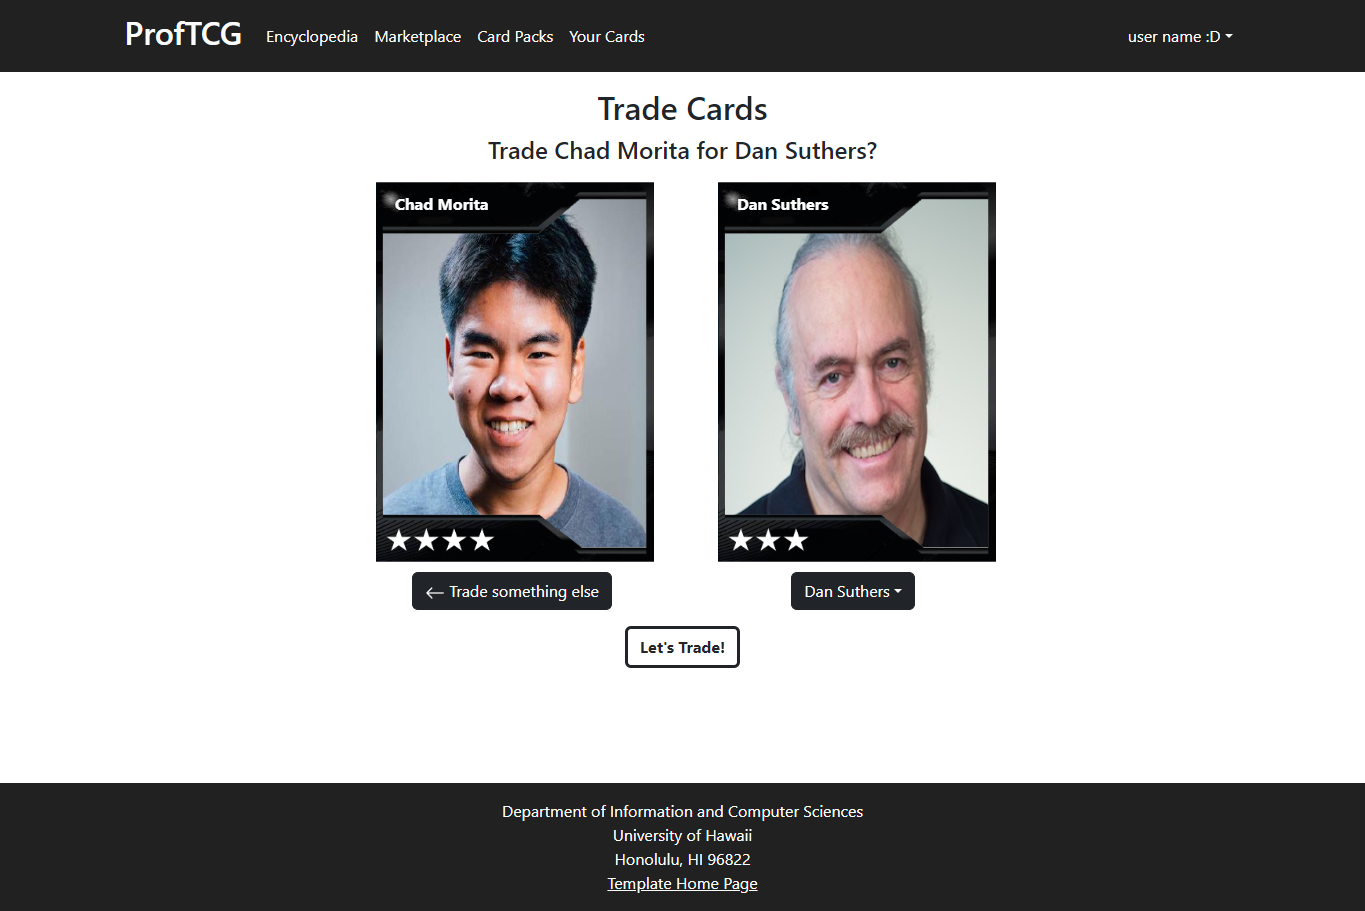 ProfTCG Encyclopedia Marketplace Card Packs Your Cards user name :D
Trade Cards
Trade Chad Morita for Dan Suthers?
Chad Morita
Dan Suthers
Trade something else
Dan Suthers
Let's Trade!
Department of Information and Computer Sciences
University of Hawaii
Honolulu, HI 96822
Template Home Page